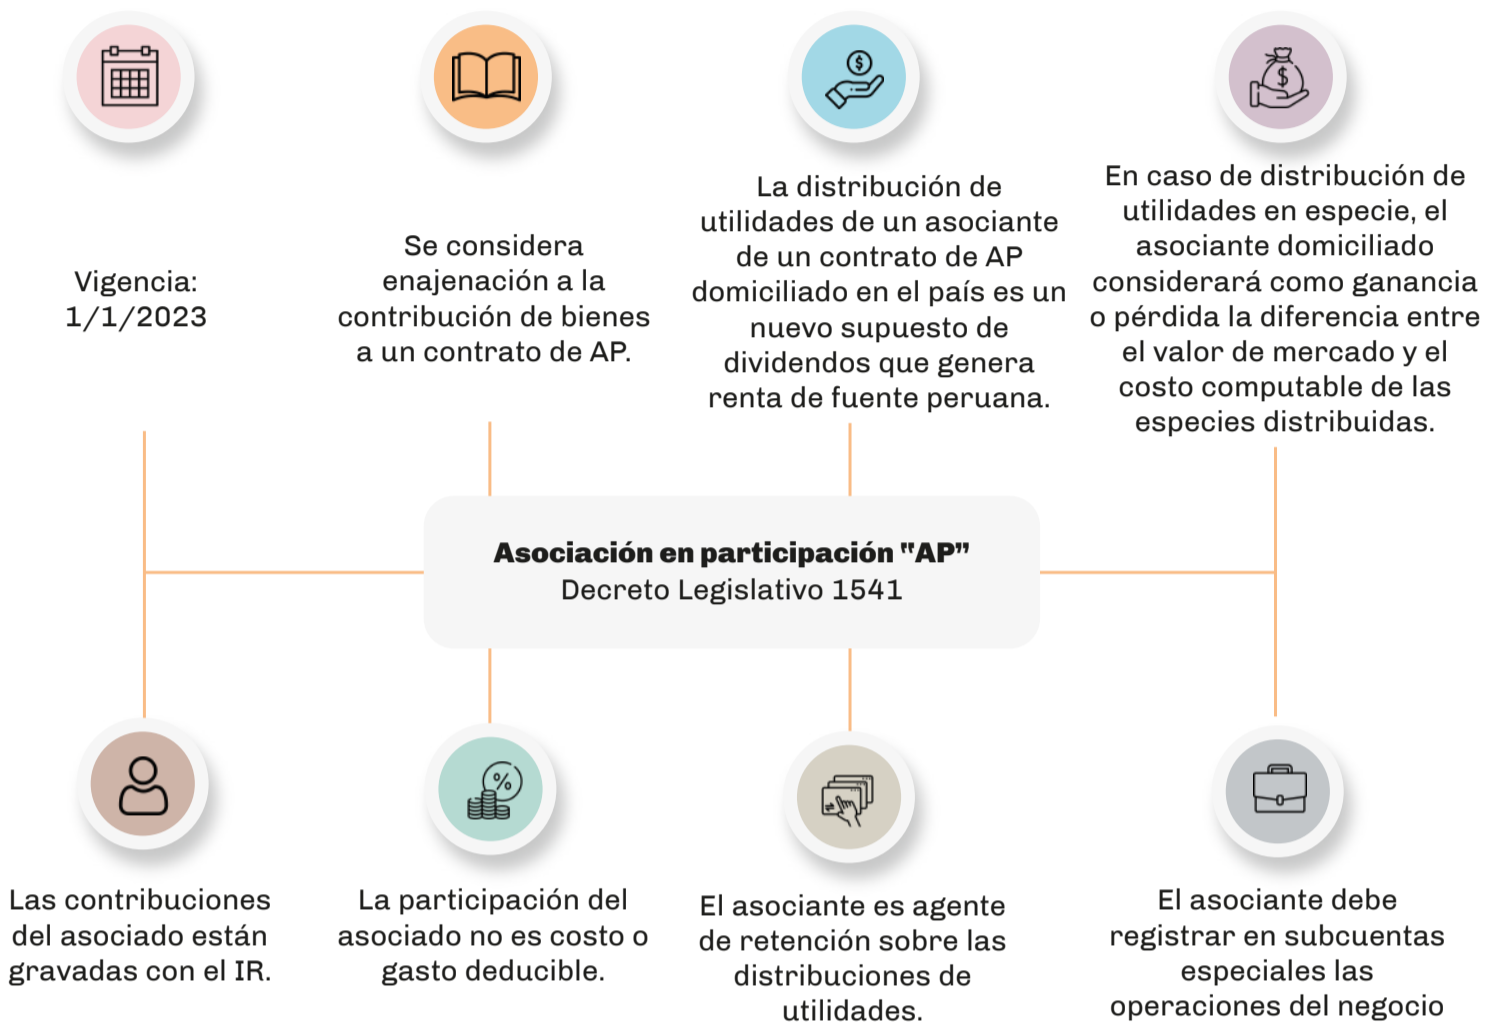 Vigencia:
1/1/2023
Se considera
enajenación a la
contribución de bienes
a un contrato de AP.
La distribución de
utilidades de un asociante
de un contrato de AP
domiciliado en el país es un
nuevo supuesto de
dividendos que genera
renta de fuente peruana.
En caso de distribución de
utilidades en especie, el
asociante domiciliado
considerará como ganancia
o pérdida la diferencia entre
el valor de mercado y el
costo computable de las
especies distribuidas.
Asociación en participación "AP”
Decreto Legislativo 1541
Las contribuciones
del asociado están
gravadas con el IR.
La participación del
asociado no es costo o
gasto deducible.
El asociante es agente
de retención sobre las
distribuciones de
utilidades.
El asociante debe
registrar en subcuentas
especiales las
operaciones del negocio